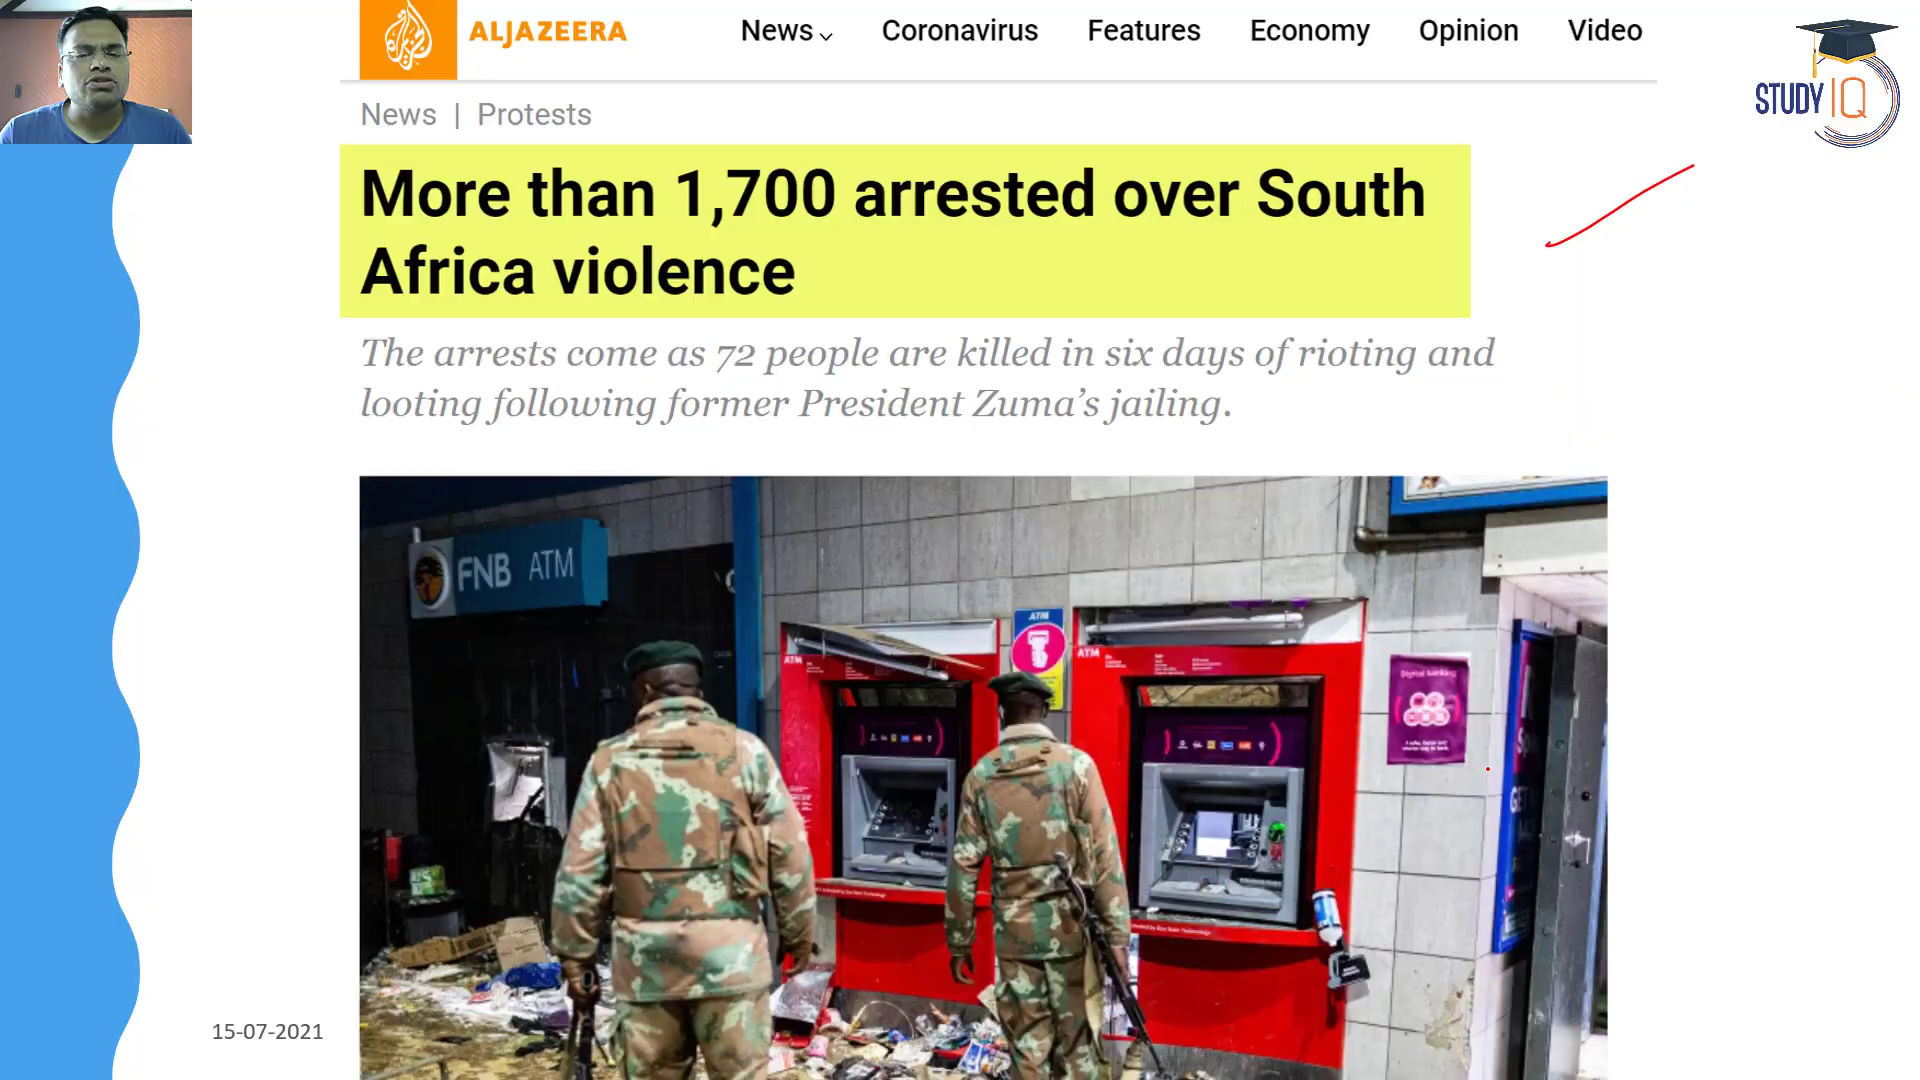 ALJAZEERA
News Coronavirus Features Economy Opinion Video
STUDY IQ
News | Protests
More than 1,700 arrested over South
Africa violence
The arrests come as 72 people are killed in six days of rioting and
looting following former President Zuma's jailing.
FNB ATM
ATM
ATM
ATM
Digital banking
15-07-2021